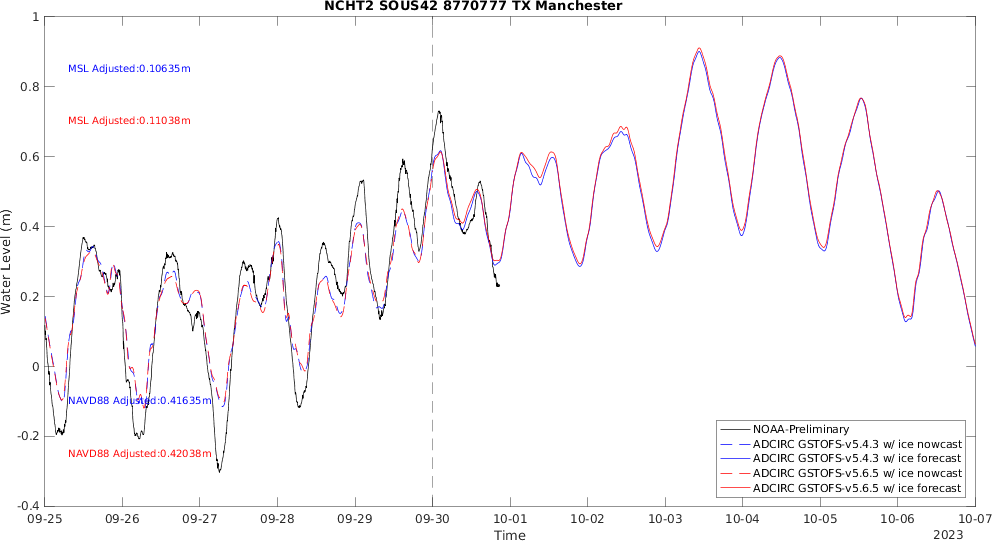 NCHT2 SOUS42 8770777 TX Manchester
1
MSL Adjusted:0.10635m
0.8
MSL Adjusted:0.11038m
0.6
0.4
Water Level (m)
0.2
0
NAVD88 Adjusted:0.41635m
-0.2
NAVD88 Adjusted:0.42038m
-0.4
NOAA-Preliminary
ADCIRC GSTOFS-v5.4.3 w/ ice nowcast
ADCIRC GSTOFS-v5.4.3 w/ ice forecast
ADCIRC GSTOFS-v5.6.5 w/ ice nowcast
ADCIRC GSTOFS-v5.6.5 w/ ice forecast
09-25 09-26 09-27 09-28 09-29 09-30 10-01 10-02 10-03 10-04 10-05 10-06 10-07
Time
2023